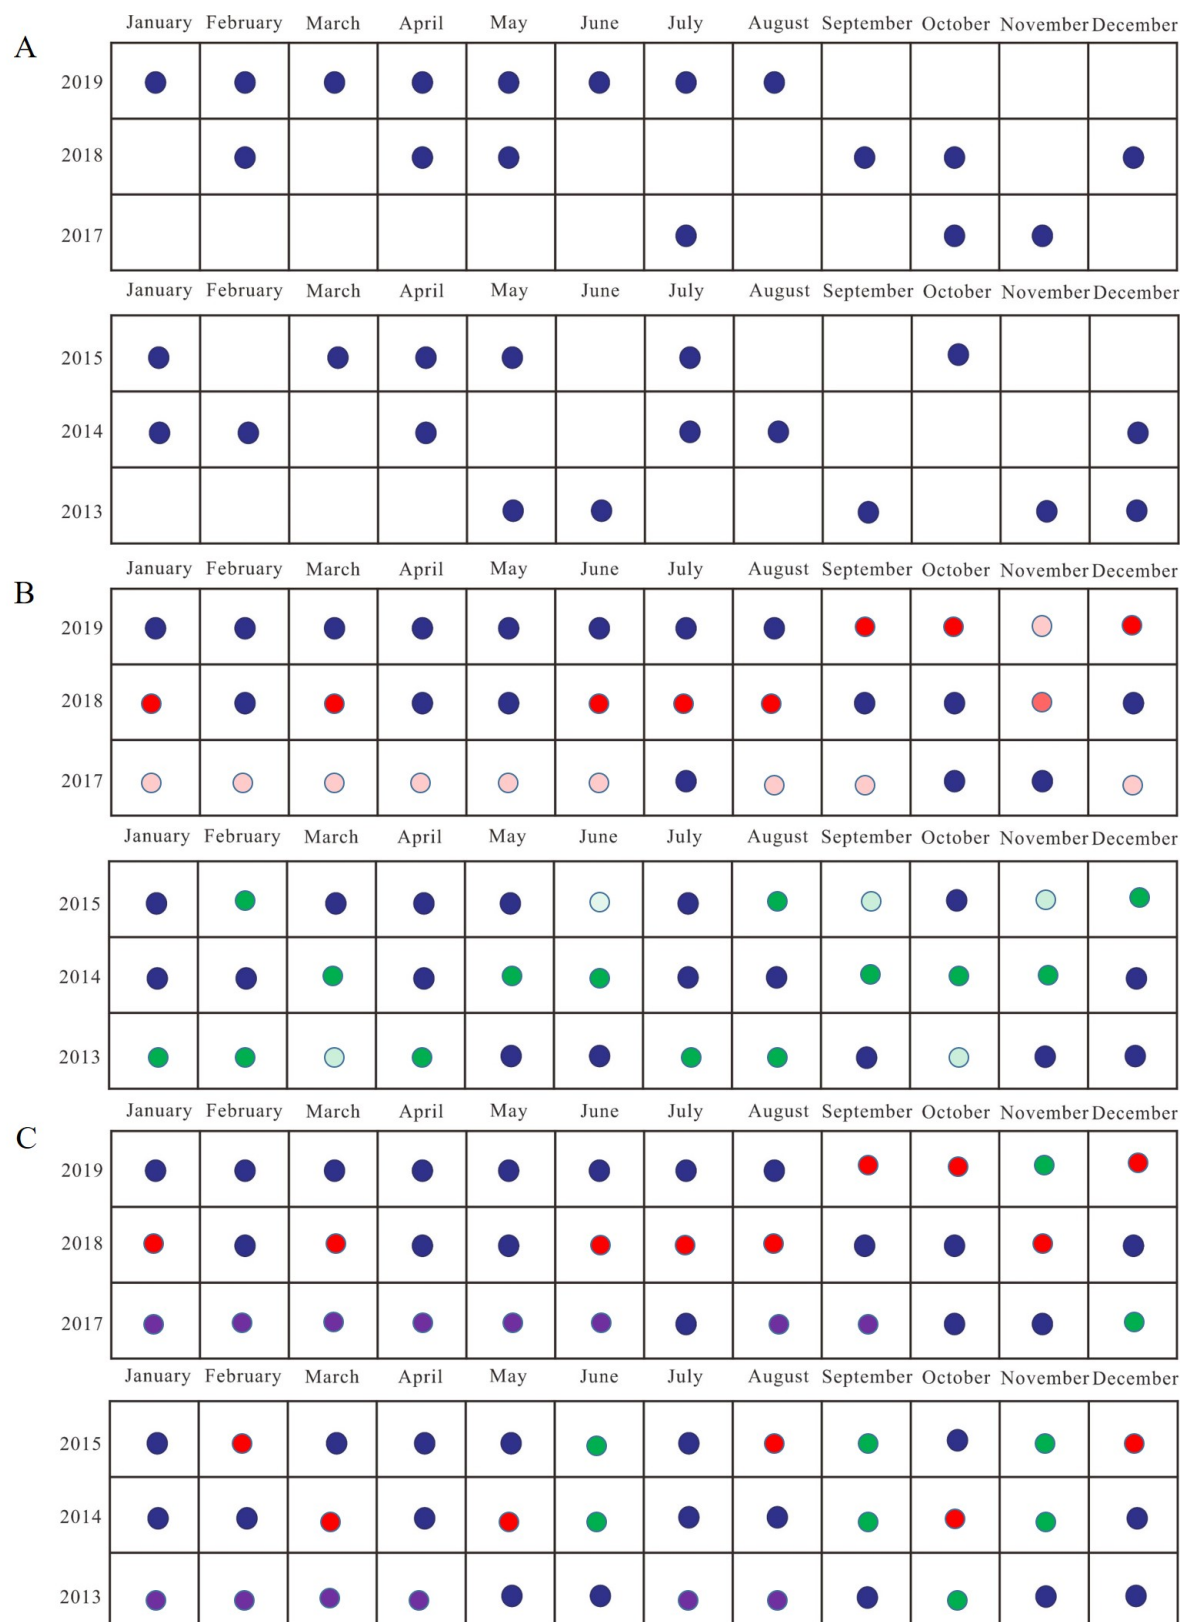 January February March April May June July August September October November December
A
2019
2018
2017
January February March April May June July August September October November December
2015
2014
2013
January February March April May June July August September October November December
B
2019
2018
2017
January February March April May June July August September October November December
2015
2014
2013
January February March April May June July August September October November December
C
2019
2018
2017
January February March April May June July August September October November December
2015
2014
2013